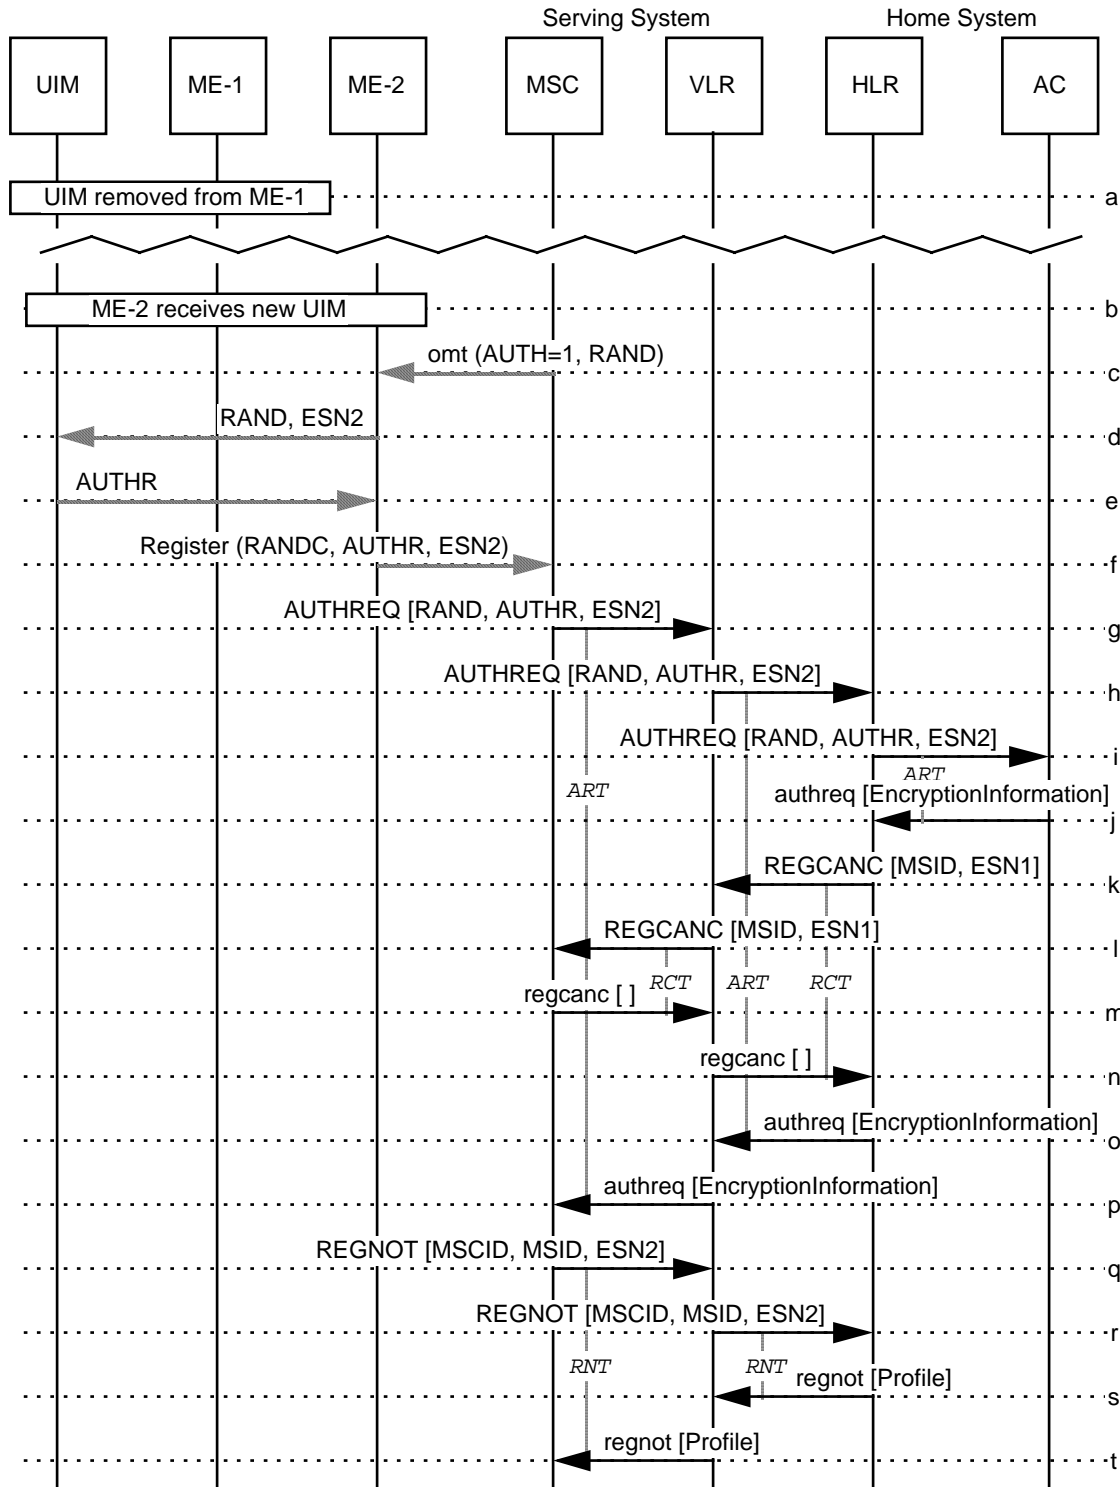 Serving System Home System
UIM ME-1 ME-2 MSC VLR HLR AC
UIM removed from ME-1 a
ME-2 receives new UIM b
omt (AUTH=1, RAND)
c
RAND, ESN2
d
AUTHR
e
Register (RANDC, AUTHR, ESN2)
f
AUTHREQ [RAND, AUTHR, ESN2]
g
AUTHREQ [RAND, AUTHR, ESN2]
h
AUTHREQ [RAND, AUTHR, ESN2]
i
ART
ART
authreq [EncryptionInformation]
j
REGCANC [MSID, ESN1]
k
REGCANC [MSID, ESN1]
l
RCT ART RCT
regcanc [ ]
m
regcanc [ ]
n
authreq [EncryptionInformation]
o
authreq [EncryptionInformation]
p
REGNOT [MSCID, MSID, ESN2]
q
REGNOT [MSCID, MSID, ESN2]
r
RNT RNT
regnot [Profile]
s
regnot [Profile]
t